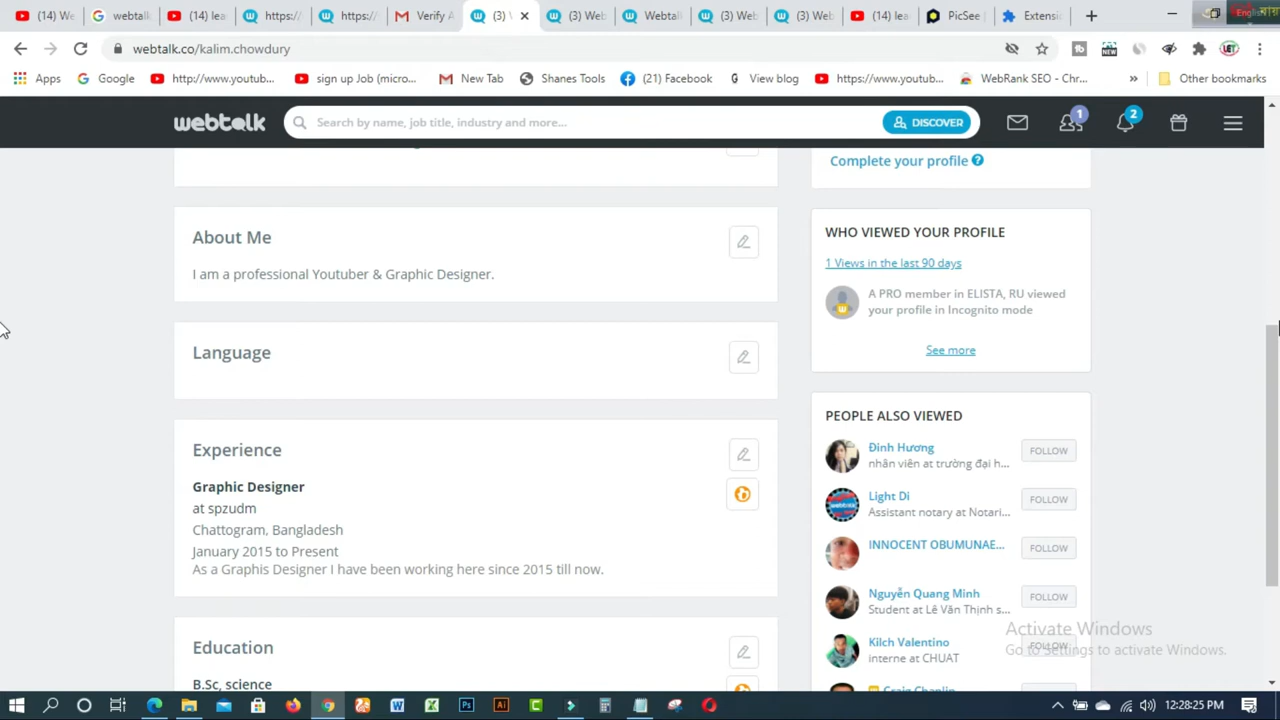 (14) We
webtalk
(14) lea
https:/
https:/
Verify A
(3) W
Web
Webtalk
(3) Web
(3) Web
(14) lea
PicSee
Extensi
English
webtalk.co/kalim.chowdury
Apps
Google
http://www.youtub...
sign up Job (micro...
New Tab
Shanes Tools
(21) Facebook
View blog
https://www.youtub...
WebRank SEO - Chr...
Other bookmarks
webtalk
Search by name, job title, industry and more...
DISCOVER
1
2
Complete your profile
About Me
I am a professional Youtuber & Graphic Designer.
Language
Experience
Graphic Designer
at spzudm
Chattogram, Bangladesh
January 2015 to Present
As a Graphis Designer I have been working here since 2015 till now.
Education
B.Sc, science
WHO VIEWED YOUR PROFILE
1 Views in the last 90 days
A PRO member in ELISTA, RU viewed
your profile in Incognito mode
See more
PEOPLE ALSO VIEWED
Đinh Hương
nhân viên at trường đại h...
FOLLOW
Light Di
Assistant notary at Notari...
FOLLOW
INNOCENT OBUMUNAE...
FOLLOW
Nguyễn Quang Minh
Student at Lê Văn Thịnh s...
FOLLOW
Kilch Valentino
interne at CHUAT
FOLLOW
Craig Chaplin
Activate Windows
Go to Settings to activate Windows.
12:28:25 PM